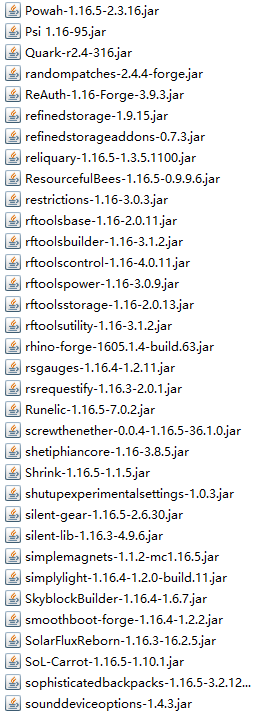 Powah-1.16.5-2.3.16.jar
Psi 1.16-95.jar
Quark-r2.4-316.jar
randompatches-2.4.4-forge.jar
ReAuth-1.16-Forge-3.9.3.jar
refinedstorage-1.9.15.jar
refinedstorageaddons-0.7.3.jar
reliquary-1.16.5-1.3.5.1100.jar
ResourcefulBees-1.16.5-0.9.9.6.jar
restrictions-1.16-3.0.3.jar
rftoolsbase-1.16-2.0.11.jar
rftoolsbuilder-1.16-3.1.2.jar
rftoolscontrol-1.16-4.0.11.jar
rftoolspower-1.16-3.0.9.jar
rftoolsstorage-1.16-2.0.13.jar
rftoolsutility-1.16-3.1.2.jar
rhino-forge-1605.1.4-build.63.jar
rsgauges-1.16.4-1.2.11.jar
rsrequestify-1.16.3-2.0.1.jar
Runelic-1.16.5-7.0.2.jar
screwthenether-0.0.4-1.16.5-36.1.0.jar
shetiphiancore-1.16-3.8.5.jar
Shrink-1.16.5-1.1.5.jar
shutupexperimentalsettings-1.0.3.jar
silent-gear-1.16.5-2.6.30.jar
silent-lib-1.16.3-4.9.6.jar
simplemagnets-1.1.2-mc1.16.5.jar
simplylight-1.16.4-1.2.0-build.11.jar
SkyblockBuilder-1.16.4-1.6.7.jar
smoothboot-forge-1.16.4-1.2.2.jar
SolarFluxReborn-1.16.3-16.2.5.jar
SoL-Carrot-1.16.5-1.10.1.jar
sophisticatedbackpacks-1.16.5-3.2.12...
sounddeviceoptions-1.4.3.jar